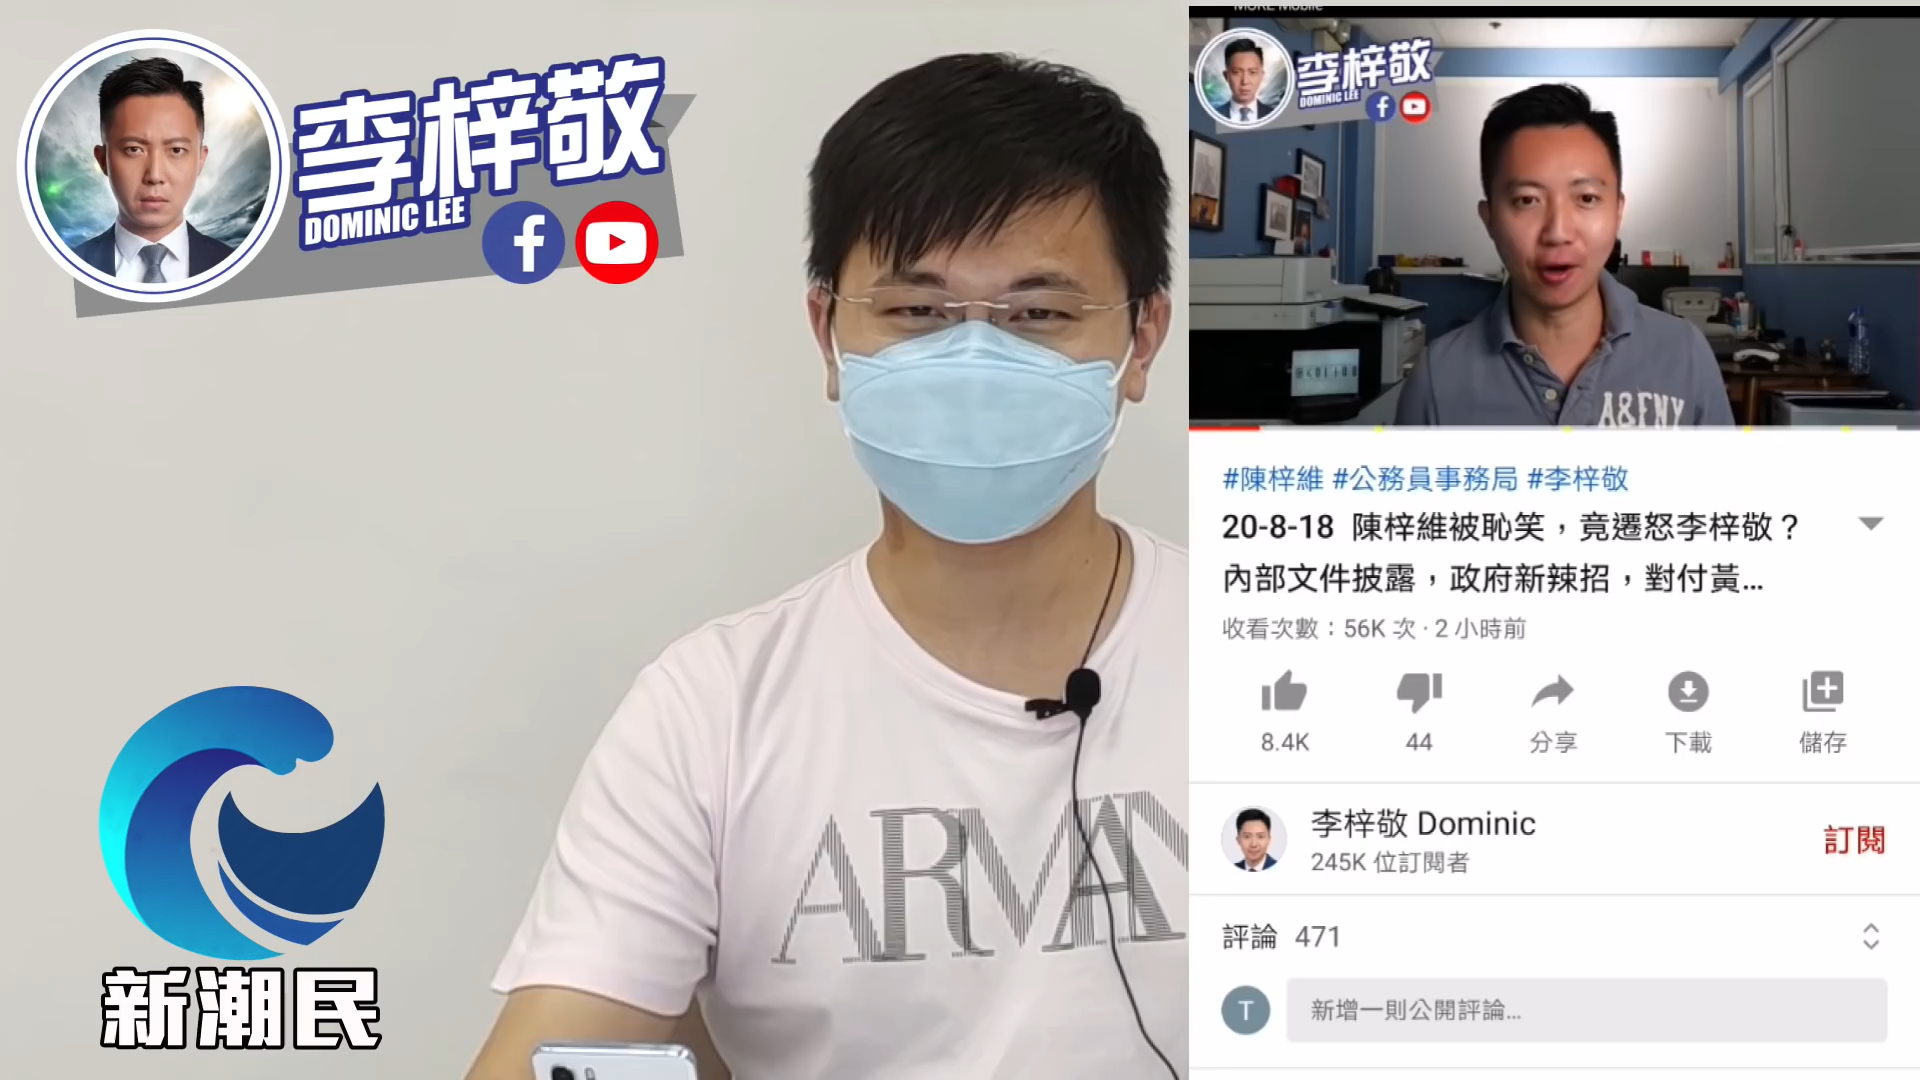 李梓敬
DOMINIC LEE
新潮民
ARMAN
MORE Mobile
李梓敬
DOMINIC LEE
A&FNY
#陳梓維 #公務員事務局 #李梓敬
20-8-18 陳梓維被恥笑，竟遷怒李梓敬？
內部文件披露，政府新辣招，對付黃...
收看次數：56K 次 · 2 小時前
8.4K
44
分享
下載
儲存
李梓敬 Dominic
245K 位訂閱者
訂閱
評論 471
T
新增一則公開評論...